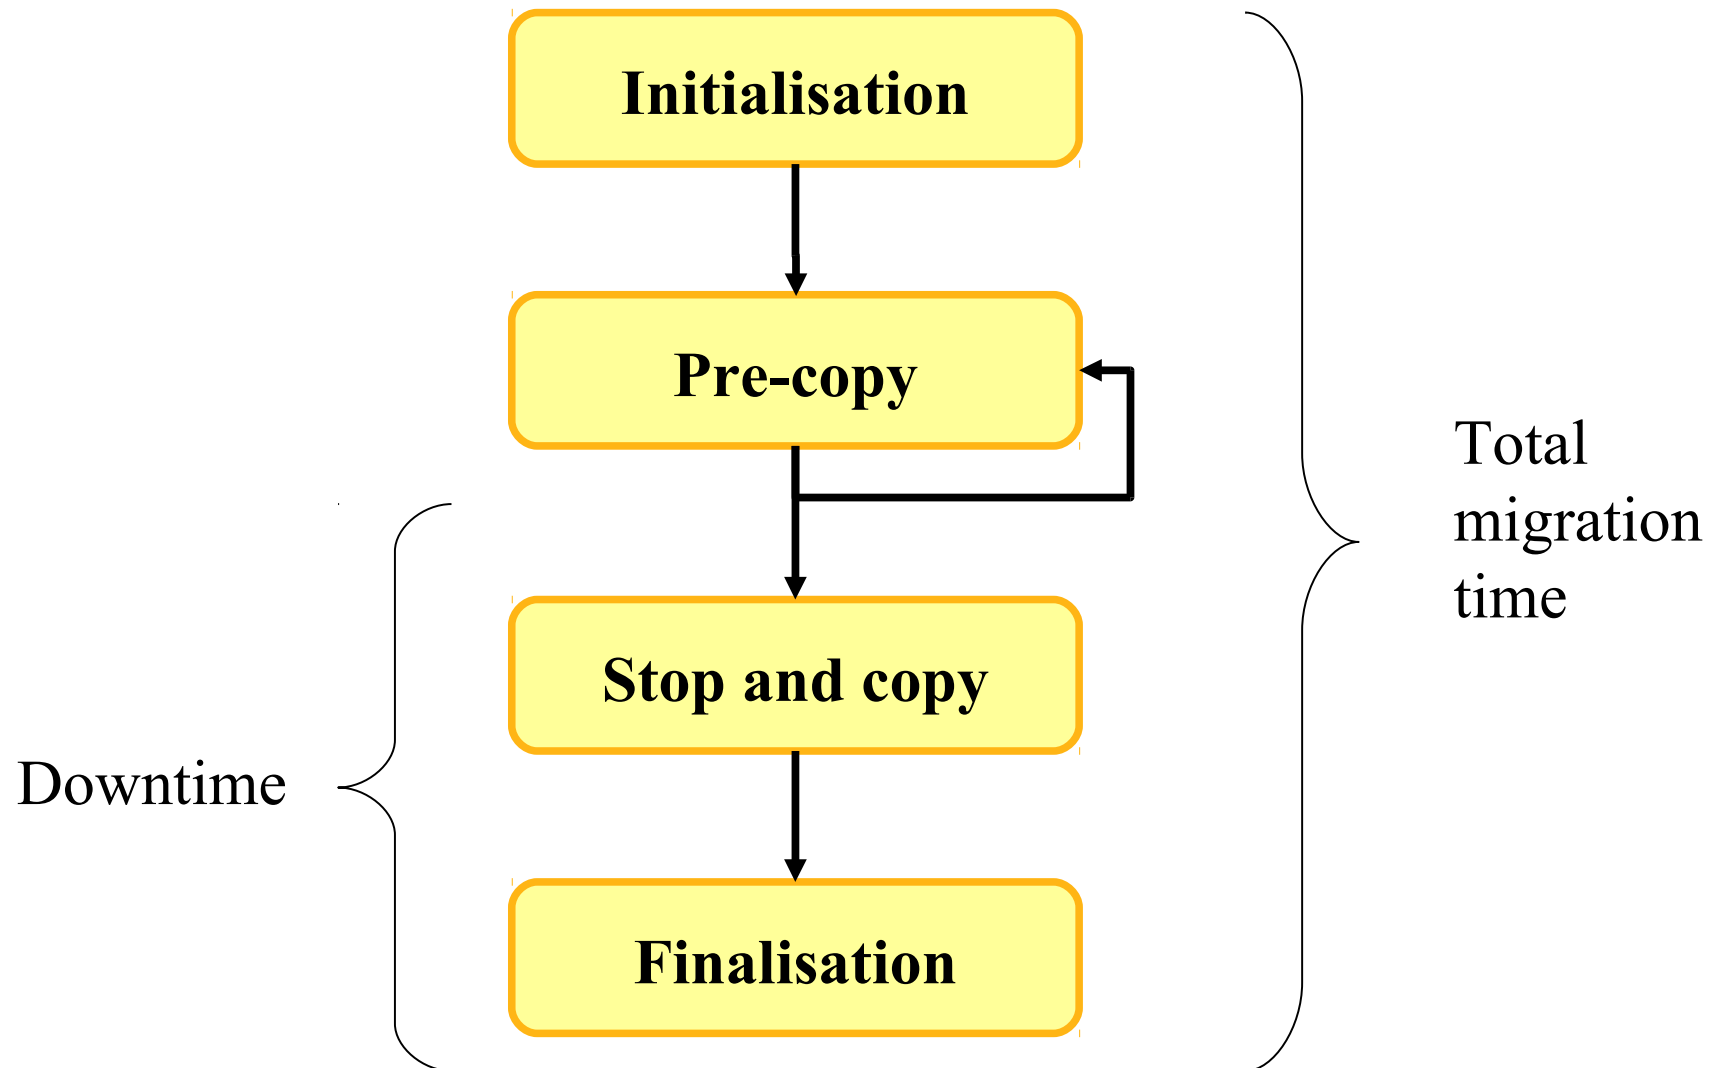 Initialisation
Pre-copy
Total
migration
time
Stop and copy
Downtime
Finalisation